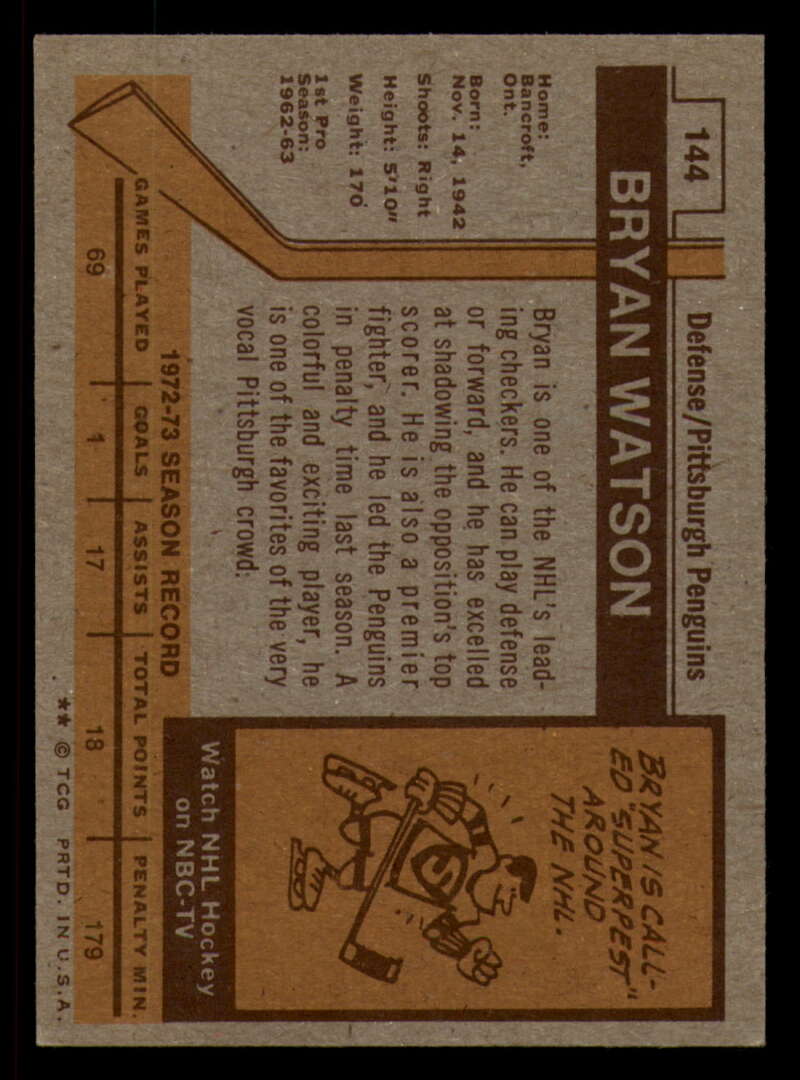 144
Defense/Pittsburgh Penguins
BRYAN WATSON
Home:
Bancroft,
Ont.
Born:
Nov. 14, 1942
Shoots: Right
Height: 5'10"
Weight: 170
1st Pro
Season:
1962-63
Bryan is one of the NHL's lead-
ing checkers. He can play defense
or forward, and he has excelled
at shadowing the opposition's top
scorer. He is also a premier
fighter, and he led the Penguins
in penalty time last season. A
colorful and exciting player, he
is one of the favorites of the very
vocal Pittsburgh crowd.
BRYAN IS CALL-
ED "SUPERPEST"
AROUND
THE NHL.
S
Watch NHL Hockey
on NBC-TV
1972-73 SEASON RECORD
GAMES PLAYED GOALS ASSISTS TOTAL POINTS PENALTY MIN.
69 1 17 18 179
** © TCG PRTD. IN U.S.A.